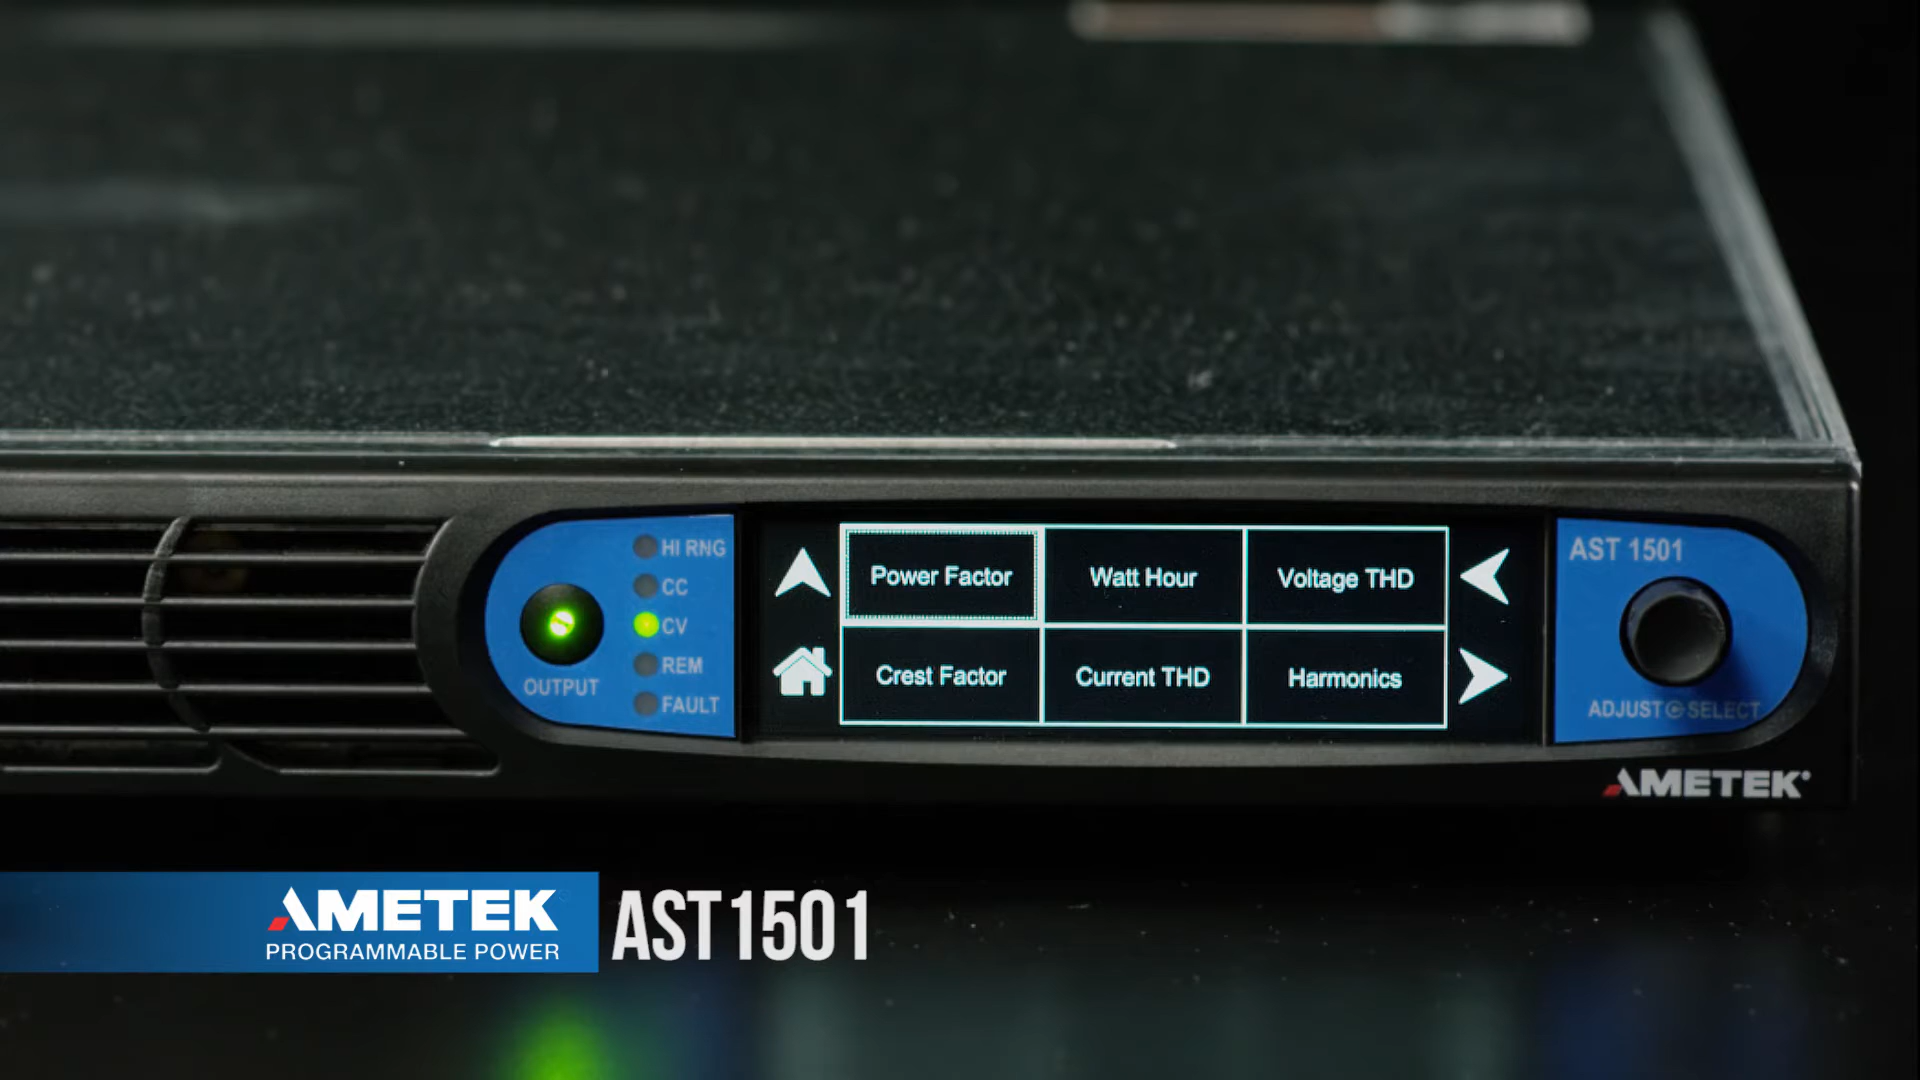 HI RNG
CC
CV
REM
FAULT
OUTPUT
Power Factor
Watt Hour
Voltage THD
Crest Factor
Current THD
Harmonics
AST 1501
ADJUST SELECT
AMETEK®
AMETEK
PROGRAMMABLE POWER
AST1501